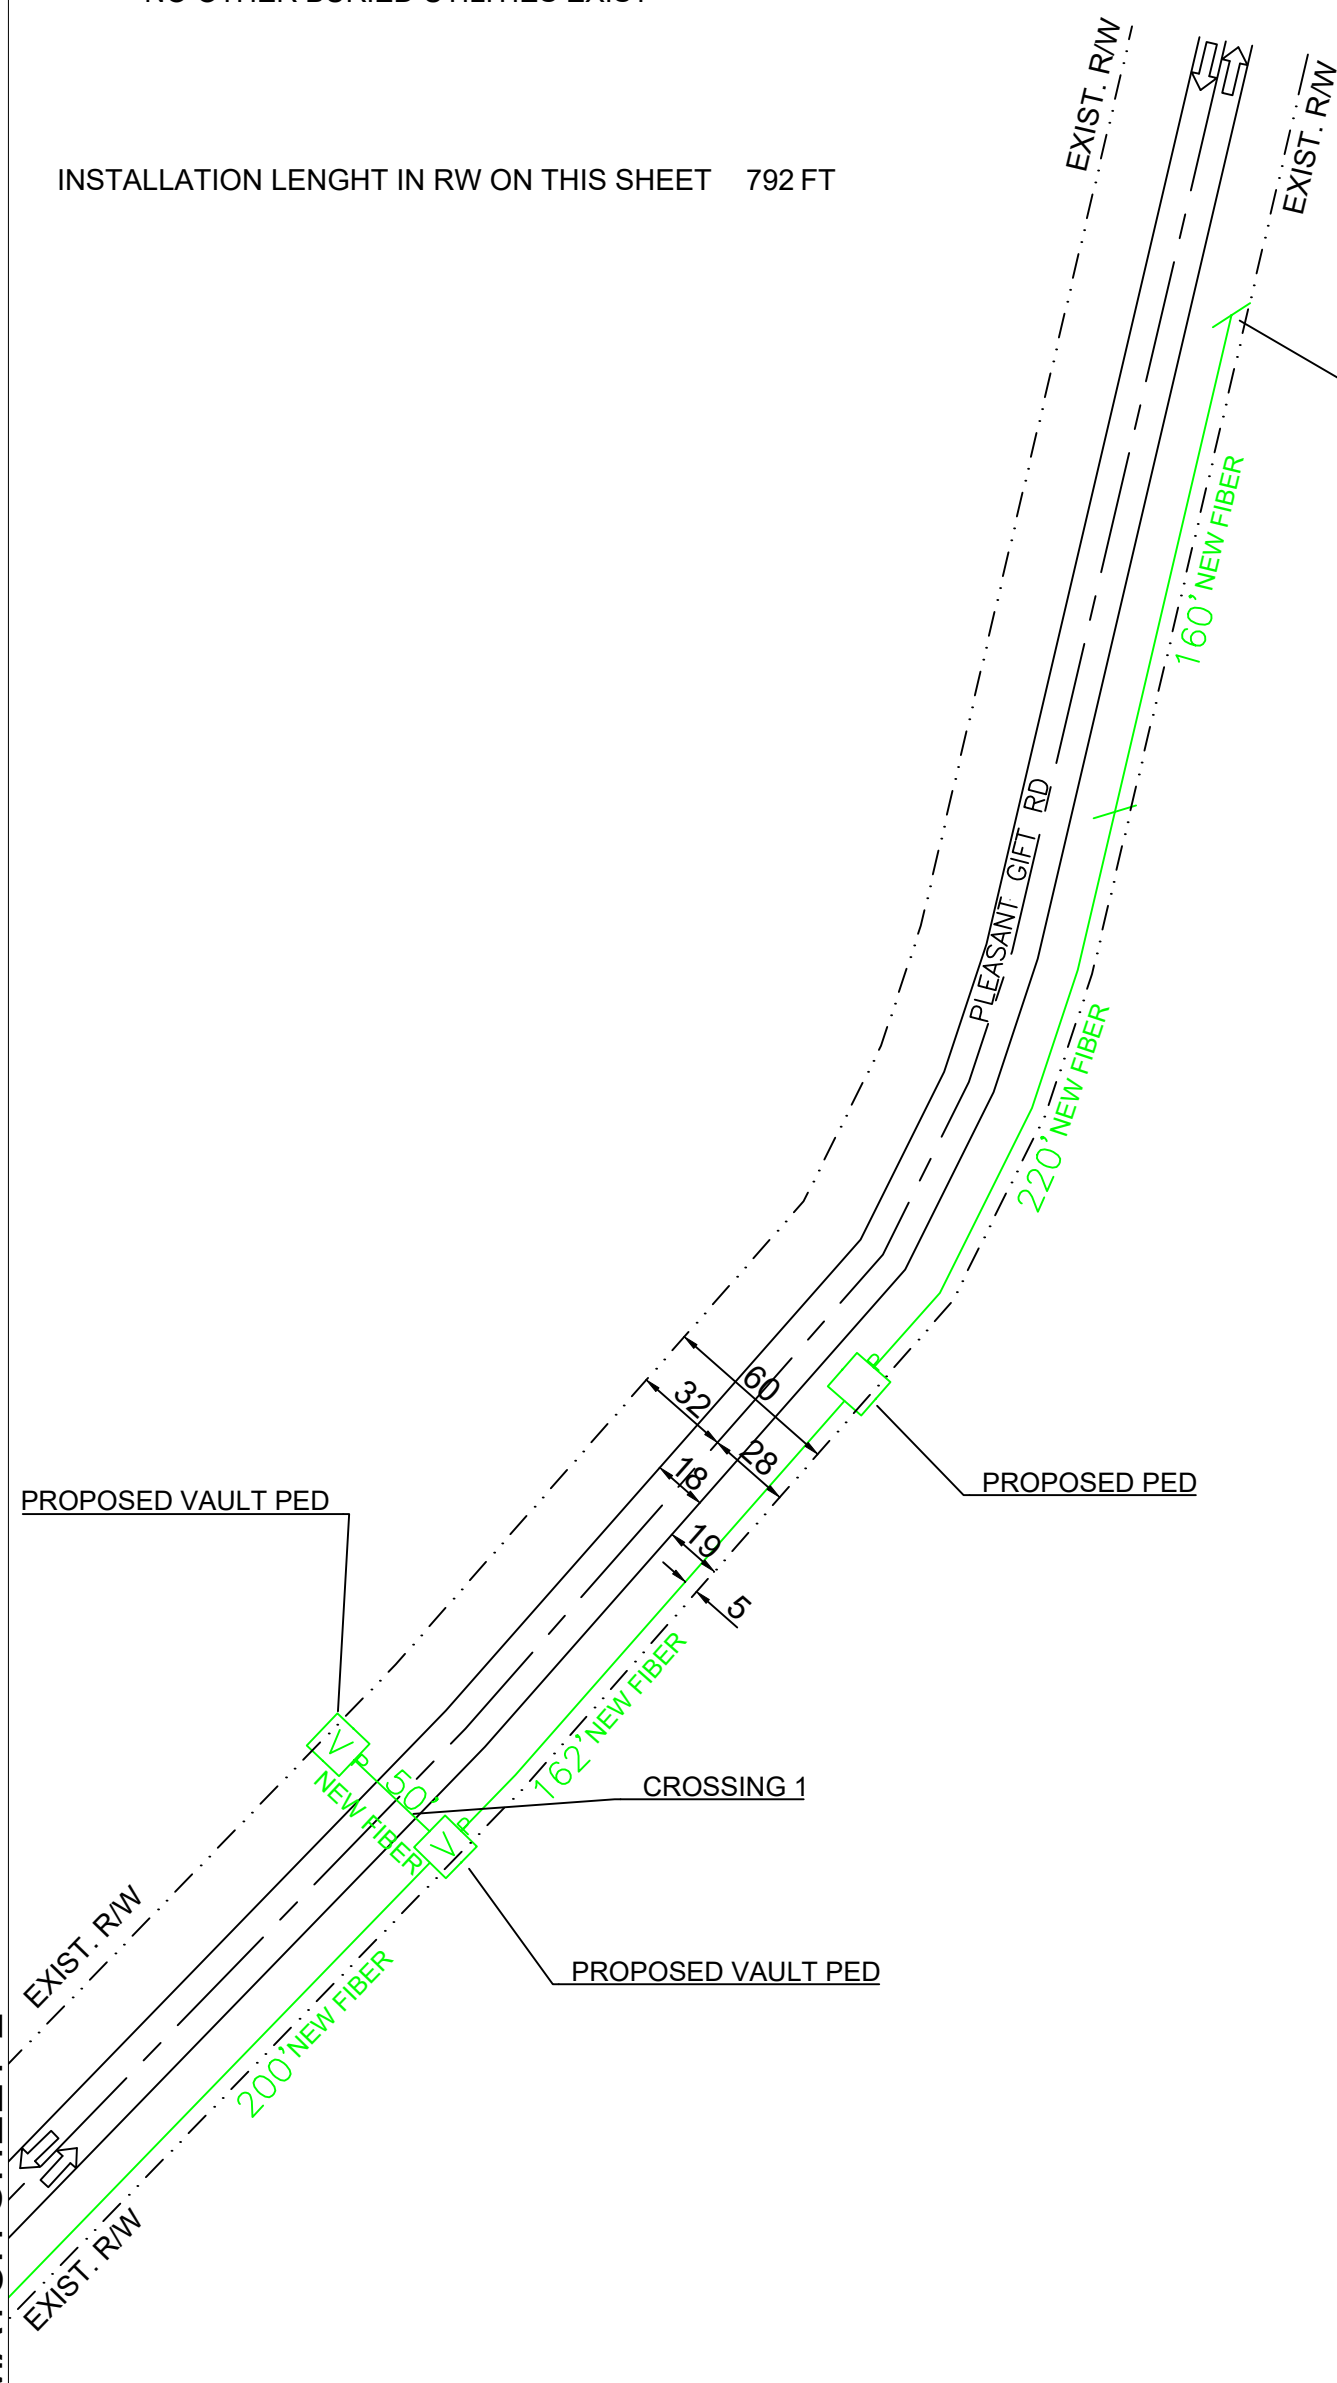 INSTALLATION LENGHT IN RW ON THIS SHEET 792 FT
EXIST. R/W
EXIST. R/W
160' NEW FIBER
PLEASANT GIFT RD
220' NEW FIBER
P
60
32
28
18
19
5
PROPOSED PED
PROPOSED VAULT PED
162' NEW FIBER
V
P
50'
NEW FIBER
CROSSING 1
P
V
PROPOSED VAULT PED
EXIST. R/W
200' NEW FIBER
EXIST. R/W